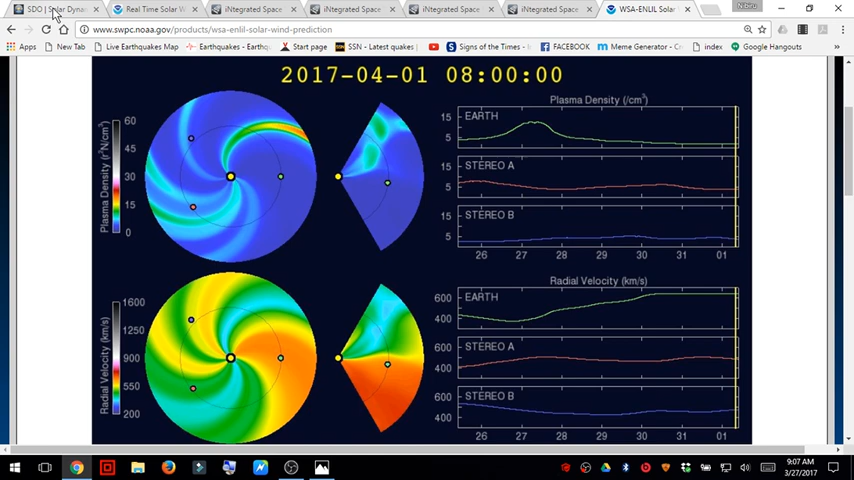 SDO | Solar Dyna
Real Time Solar W
iNtegrated Space
iNtegrated Space
iNtegrated Space
iNtegrated Space
WSA-ENLIL Solar
Nibiru
www.swpc.noaa.gov/products/wsa-enlil-solar-wind-prediction
Apps
New Tab
Live Earthquakes Map
Earthquakes Map
Start page
SSN - Latest quakes |
Signs of the Times -
FACEBOOK
Meme Generator - Cr
wind-map
Google Hangouts
2017-04-01 08:00:00
Plasma Density (r²N/cm³)
60
45
30
15
0
Plasma Density (/cm³)
EARTH
15
5
STEREO A
15
5
STEREO B
15
5
26 27 28 29 30 31 01
Radial Velocity (km/s)
1600
1250
900
550
200
Radial Velocity (km/s)
EARTH
600
400
STEREO A
600
400
STEREO B
600
400
26 27 28 29 30 31 01
9:07 AM
3/27/2017